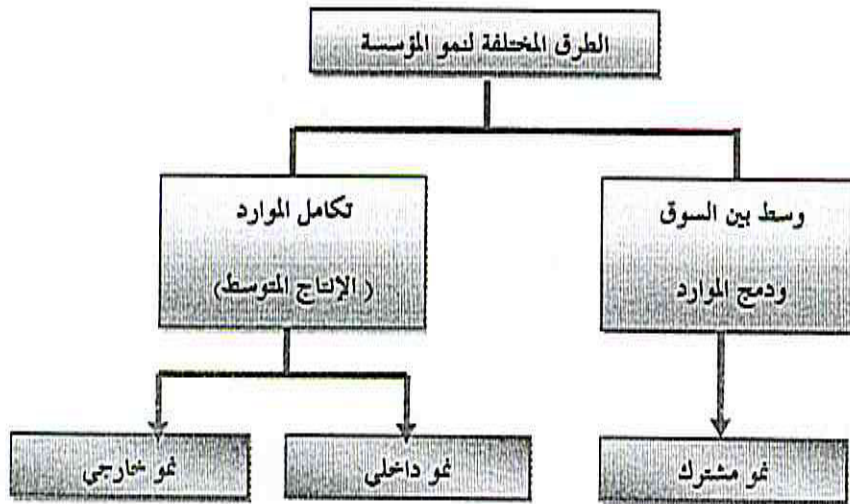 الطرق المختلفة لنمو المؤسسة
وسط بين السوق
ودمج الموارد
تكامل الموارد
(الإنتاج المتوسط)
نمو مشترك
نمو داخلي
نمو خارجي